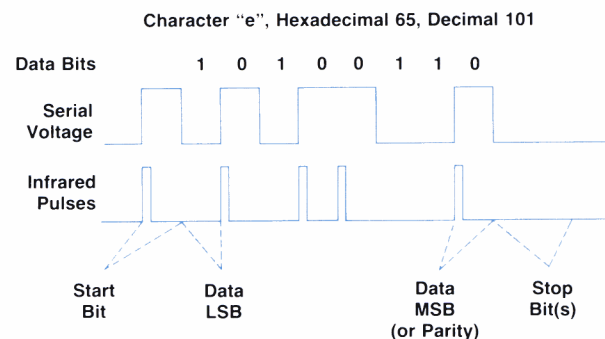 Character “e”, Hexadecimal 65, Decimal 101
Data Bits 1 0 1 0 0 1 1 0
Serial
Voltage
Infrared
Pulses
Start
Bit
Data
LSB
Data
MSB
(or Parity)
Stop
Bit(s)